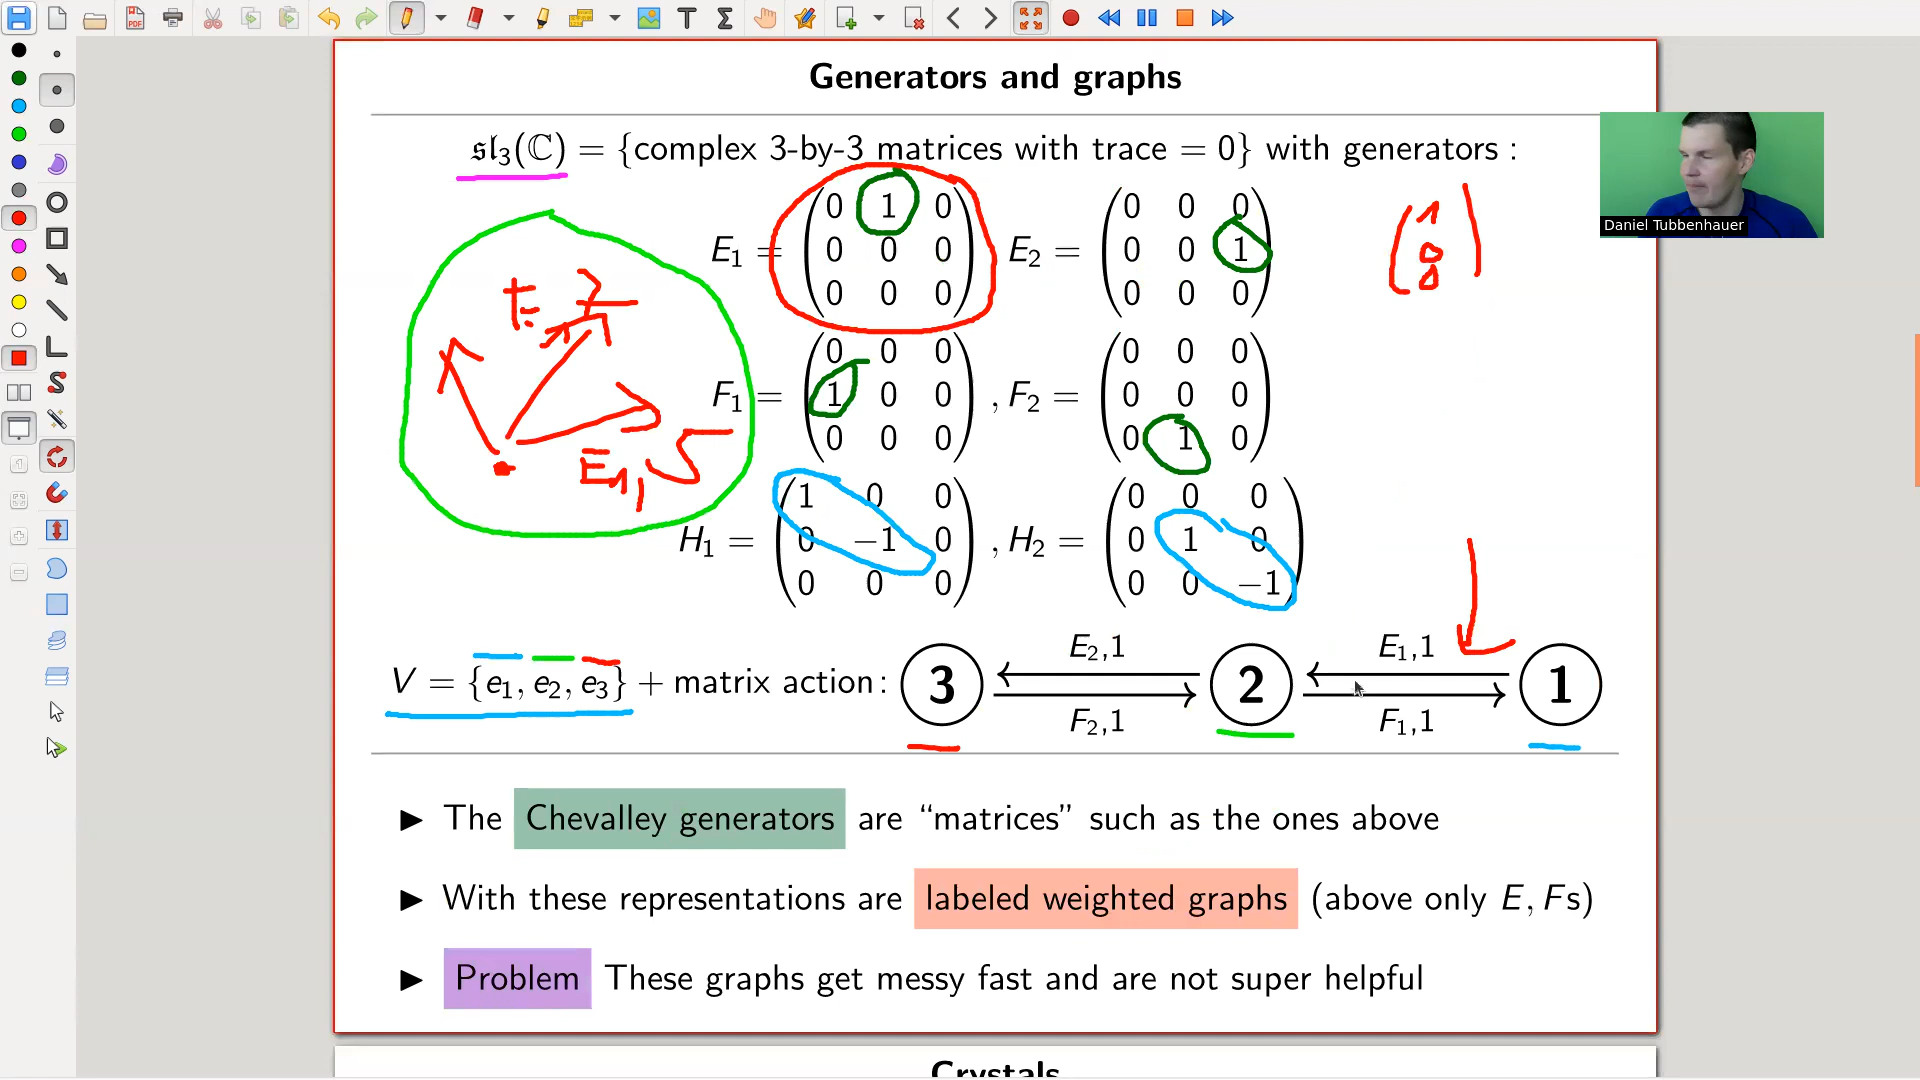 Generators and graphs
𝔰𝔩₃(ℂ) = {complex 3-by-3 matrices with trace = 0} with generators :
E₁ = (0 1 0
0 0 0
0 0 0)
E₂ = (0 0 0
0 0 1
0 0 0)
(1
0
0)
Daniel Tubbenhauer
F₁ = (0 0 0
1 0 0
0 0 0)
, F₂ = (0 0 0
0 0 0
0 1 0)
H₁ = (1 0 0
0 −1 0
0 0 0)
, H₂ = (0 0 0
0 1 0
0 0 −1)
V = {e₁, e₂, e₃} + matrix action:
3
E₂,1
F₂,1
2
E₁,1
F₁,1
1
▶ The Chevalley generators are “matrices” such as the ones above
▶ With these representations are labeled weighted graphs (above only E, Fs)
▶ Problem These graphs get messy fast and are not super helpful
Crystals